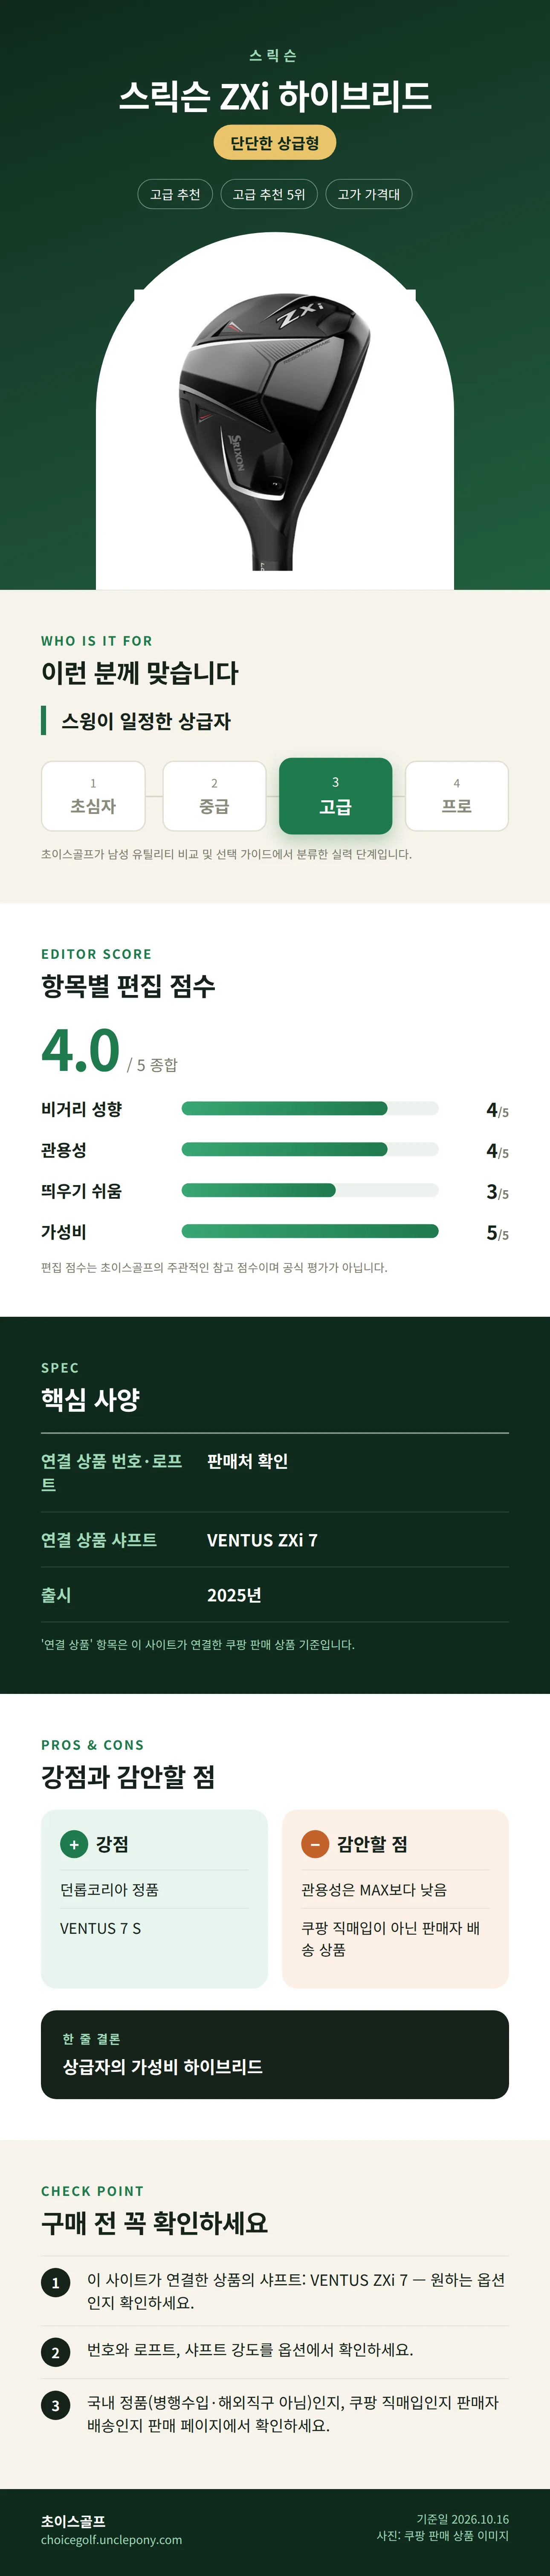 스릭슨
스릭슨 ZXi 하이브리드
단단한 상급형
고급 추천
고급 추천 5위
고가 가격대
ZXi
SRIXON
WHO IS IT FOR
이런 분께 맞습니다
스윙이 일정한 상급자
1
초심자
2
중급
3
고급
4
프로
초이스골프가 남성 유틸리티 비교 및 선택 가이드에서 분류한 실력 단계입니다.
EDITOR SCORE
항목별 편집 점수
4.0 / 5 종합
비거리 성향 4/5
관용성 4/5
띄우기 쉬움 3/5
가성비 5/5
편집 점수는 초이스골프의 주관적인 참고 점수이며 공식 평가가 아닙니다.
SPEC
핵심 사양
연결 상품 번호·로프트 판매처 확인
연결 상품 샤프트 VENTUS ZXi 7
출시 2025년
'연결 상품' 항목은 이 사이트가 연결한 쿠팡 판매 상품 기준입니다.
PROS & CONS
강점과 감안할 점
+ 강점
던롭코리아 정품
VENTUS 7 S
− 감안할 점
관용성은 MAX보다 낮음
쿠팡 직매입이 아닌 판매자 배
송 상품
한 줄 결론
상급자의 가성비 하이브리드
CHECK POINT
구매 전 꼭 확인하세요
1 이 사이트가 연결한 상품의 샤프트: VENTUS ZXi 7 — 원하는 옵션
인지 확인하세요.
2 번호와 로프트, 샤프트 강도를 옵션에서 확인하세요.
3 국내 정품(병행수입·해외직구 아님)인지, 쿠팡 직매입인지 판매자
배송인지 판매 페이지에서 확인하세요.
초이스골프
choicegolf.unclepony.com
기준일 2026.10.16
사진: 쿠팡 판매 상품 이미지